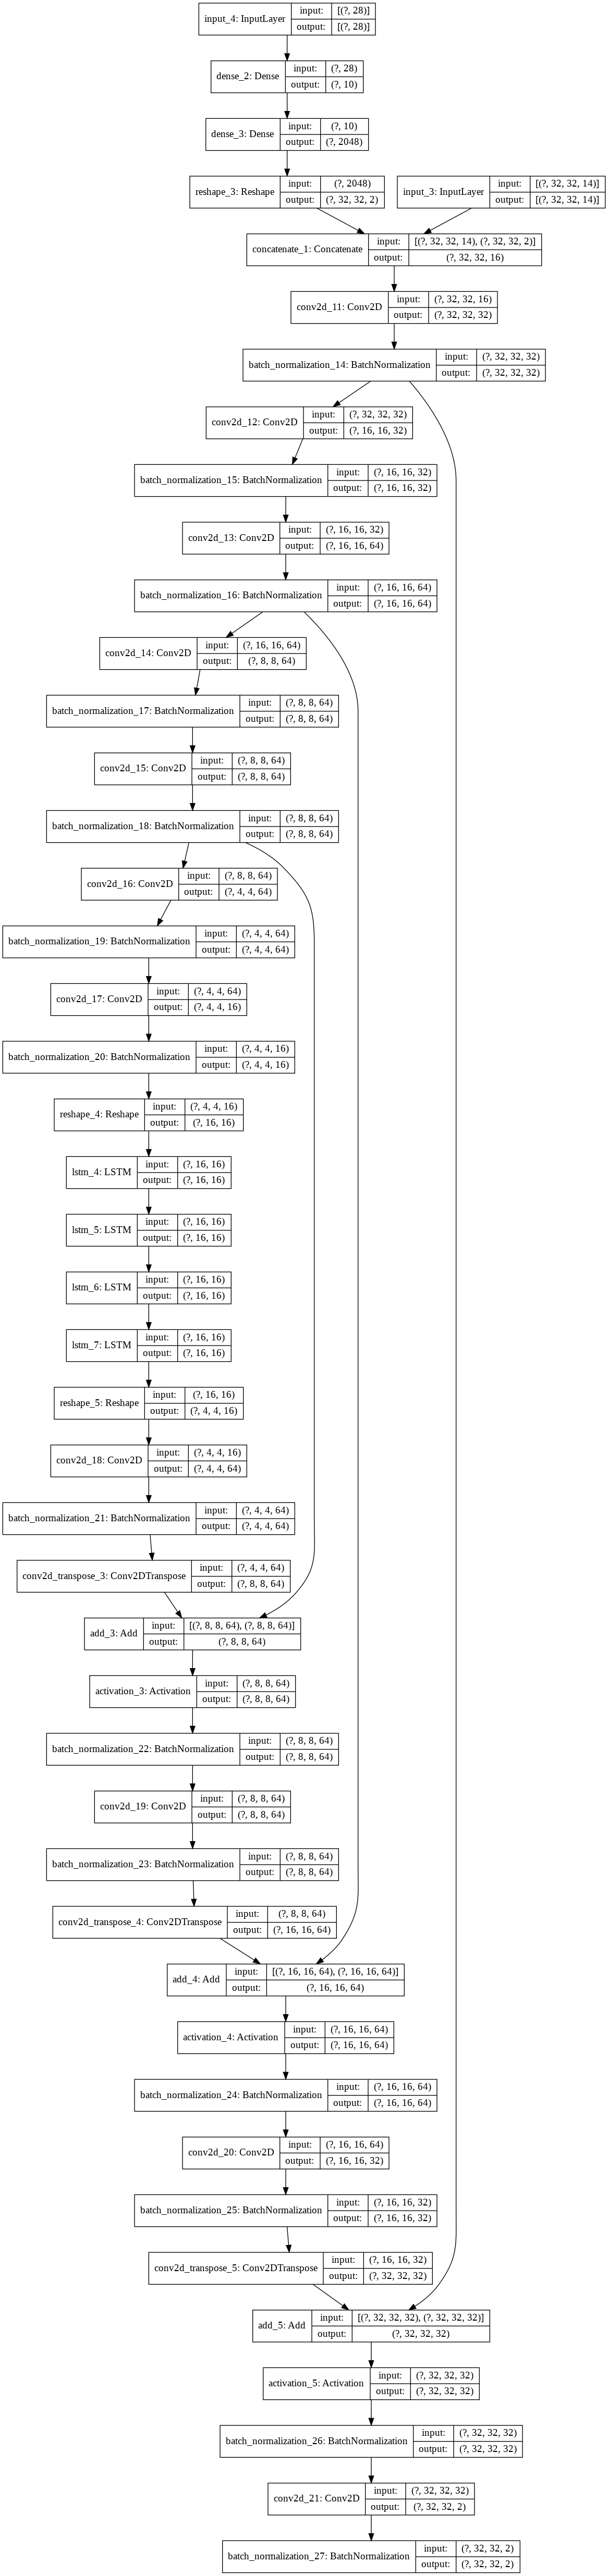 input_4: InputLayer
input: [(?, 28)]
output: [(?, 28)]
dense_2: Dense
input: (?, 28)
output: (?, 10)
dense_3: Dense
input: (?, 10)
output: (?, 2048)
reshape_3: Reshape
input: (?, 2048)
output: (?, 32, 32, 2)
input_3: InputLayer
input: [(?, 32, 32, 14)]
output: [(?, 32, 32, 14)]
concatenate_1: Concatenate
input: [(?, 32, 32, 14), (?, 32, 32, 2)]
output: (?, 32, 32, 16)
conv2d_11: Conv2D
input: (?, 32, 32, 16)
output: (?, 32, 32, 32)
batch_normalization_14: BatchNormalization
input: (?, 32, 32, 32)
output: (?, 32, 32, 32)
conv2d_12: Conv2D
input: (?, 32, 32, 32)
output: (?, 16, 16, 32)
batch_normalization_15: BatchNormalization
input: (?, 16, 16, 32)
output: (?, 16, 16, 32)
conv2d_13: Conv2D
input: (?, 16, 16, 32)
output: (?, 16, 16, 64)
batch_normalization_16: BatchNormalization
input: (?, 16, 16, 64)
output: (?, 16, 16, 64)
conv2d_14: Conv2D
input: (?, 16, 16, 64)
output: (?, 8, 8, 64)
batch_normalization_17: BatchNormalization
input: (?, 8, 8, 64)
output: (?, 8, 8, 64)
conv2d_15: Conv2D
input: (?, 8, 8, 64)
output: (?, 8, 8, 64)
batch_normalization_18: BatchNormalization
input: (?, 8, 8, 64)
output: (?, 8, 8, 64)
conv2d_16: Conv2D
input: (?, 8, 8, 64)
output: (?, 4, 4, 64)
batch_normalization_19: BatchNormalization
input: (?, 4, 4, 64)
output: (?, 4, 4, 64)
conv2d_17: Conv2D
input: (?, 4, 4, 64)
output: (?, 4, 4, 16)
batch_normalization_20: BatchNormalization
input: (?, 4, 4, 16)
output: (?, 4, 4, 16)
reshape_4: Reshape
input: (?, 4, 4, 16)
output: (?, 16, 16)
lstm_4: LSTM
input: (?, 16, 16)
output: (?, 16, 16)
lstm_5: LSTM
input: (?, 16, 16)
output: (?, 16, 16)
lstm_6: LSTM
input: (?, 16, 16)
output: (?, 16, 16)
lstm_7: LSTM
input: (?, 16, 16)
output: (?, 16, 16)
reshape_5: Reshape
input: (?, 16, 16)
output: (?, 4, 4, 16)
conv2d_18: Conv2D
input: (?, 4, 4, 16)
output: (?, 4, 4, 64)
batch_normalization_21: BatchNormalization
input: (?, 4, 4, 64)
output: (?, 4, 4, 64)
conv2d_transpose_3: Conv2DTranspose
input: (?, 4, 4, 64)
output: (?, 8, 8, 64)
add_3: Add
input: [(?, 8, 8, 64), (?, 8, 8, 64)]
output: (?, 8, 8, 64)
activation_3: Activation
input: (?, 8, 8, 64)
output: (?, 8, 8, 64)
batch_normalization_22: BatchNormalization
input: (?, 8, 8, 64)
output: (?, 8, 8, 64)
conv2d_19: Conv2D
input: (?, 8, 8, 64)
output: (?, 8, 8, 64)
batch_normalization_23: BatchNormalization
input: (?, 8, 8, 64)
output: (?, 8, 8, 64)
conv2d_transpose_4: Conv2DTranspose
input: (?, 8, 8, 64)
output: (?, 16, 16, 64)
add_4: Add
input: [(?, 16, 16, 64), (?, 16, 16, 64)]
output: (?, 16, 16, 64)
activation_4: Activation
input: (?, 16, 16, 64)
output: (?, 16, 16, 64)
batch_normalization_24: BatchNormalization
input: (?, 16, 16, 64)
output: (?, 16, 16, 64)
conv2d_20: Conv2D
input: (?, 16, 16, 64)
output: (?, 16, 16, 32)
batch_normalization_25: BatchNormalization
input: (?, 16, 16, 32)
output: (?, 16, 16, 32)
conv2d_transpose_5: Conv2DTranspose
input: (?, 16, 16, 32)
output: (?, 32, 32, 32)
add_5: Add
input: [(?, 32, 32, 32), (?, 32, 32, 32)]
output: (?, 32, 32, 32)
activation_5: Activation
input: (?, 32, 32, 32)
output: (?, 32, 32, 32)
batch_normalization_26: BatchNormalization
input: (?, 32, 32, 32)
output: (?, 32, 32, 32)
conv2d_21: Conv2D
input: (?, 32, 32, 32)
output: (?, 32, 32, 2)
batch_normalization_27: BatchNormalization
input: (?, 32, 32, 2)
output: (?, 32, 32, 2)